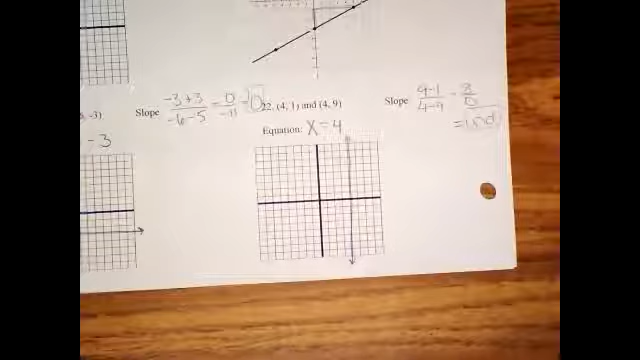 , -3)
Slope -3+3/-6-5 = 0/-11 = 0
- 3
22. (4, 1) and (4, 9)
Slope 9-1/4-4 = 8/0
= und
Equation: x = 4